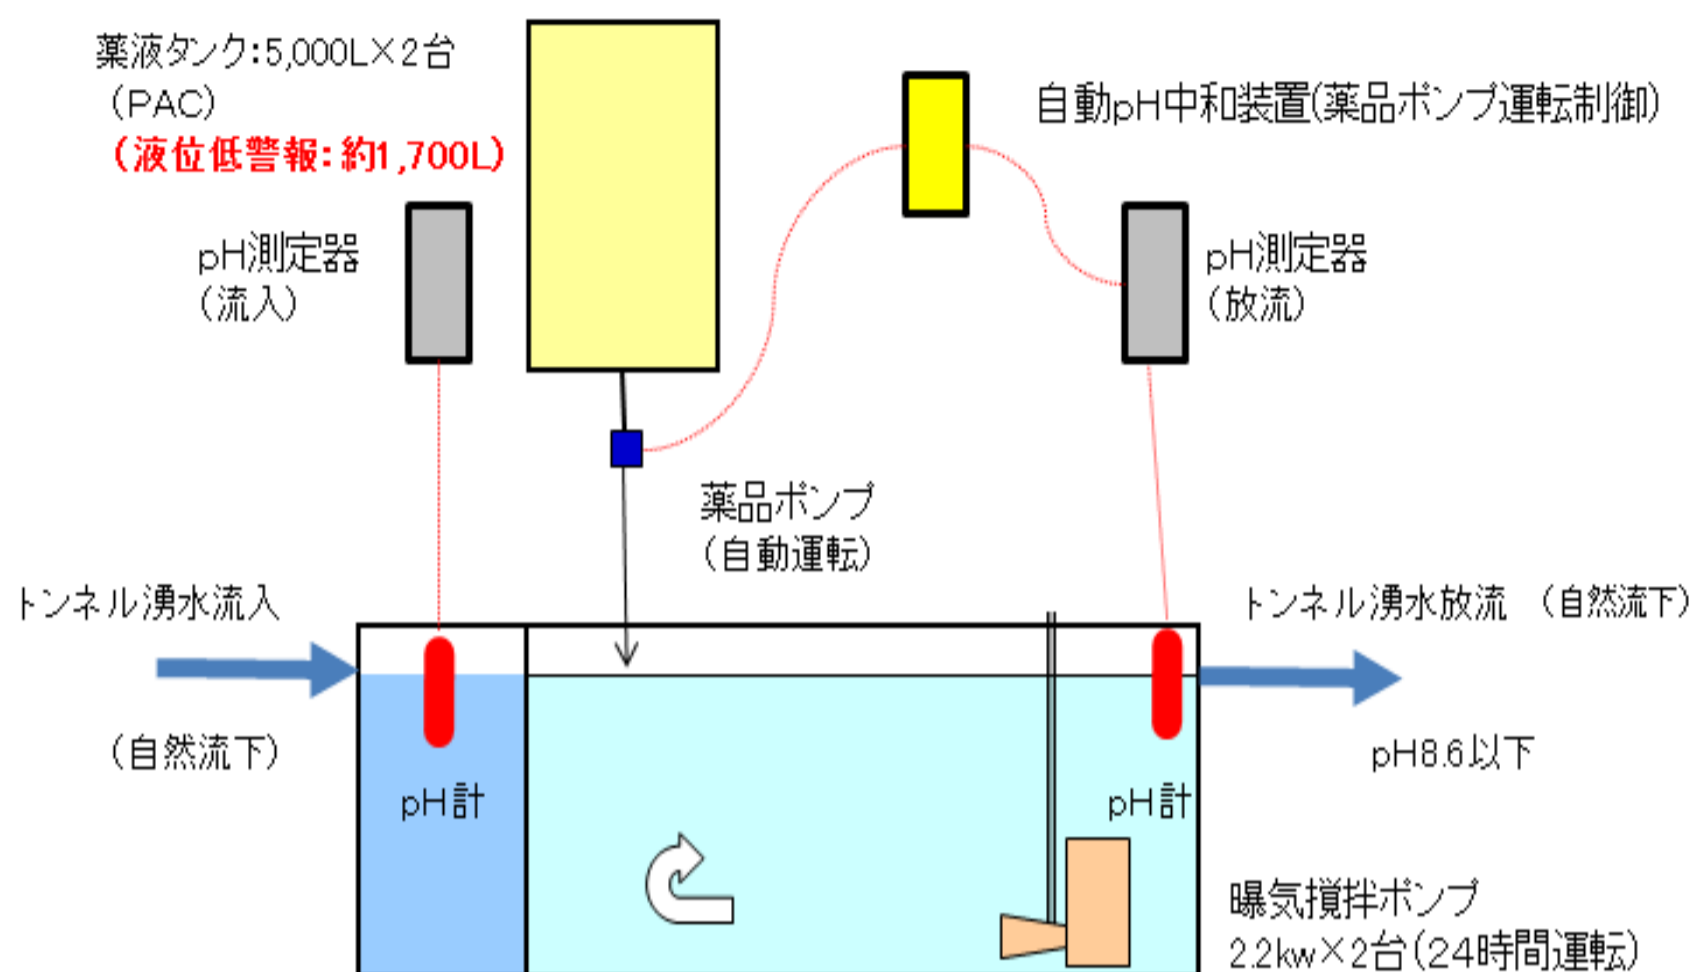 薬液タンク:5,000L×2台
(PAC)
(液位低警報:約1,700L)
自動pH中和装置(薬品ポンプ運転制御)
pH測定器
(流入)
pH測定器
(放流)
薬品ポンプ
(自動運転)
トンネル湧水流入
(自然流下)
トンネル湧水放流 (自然流下)
pH8.6以下
pH計
pH計
曝気撹拌ポンプ
2.2kw×2台(24時間運転)